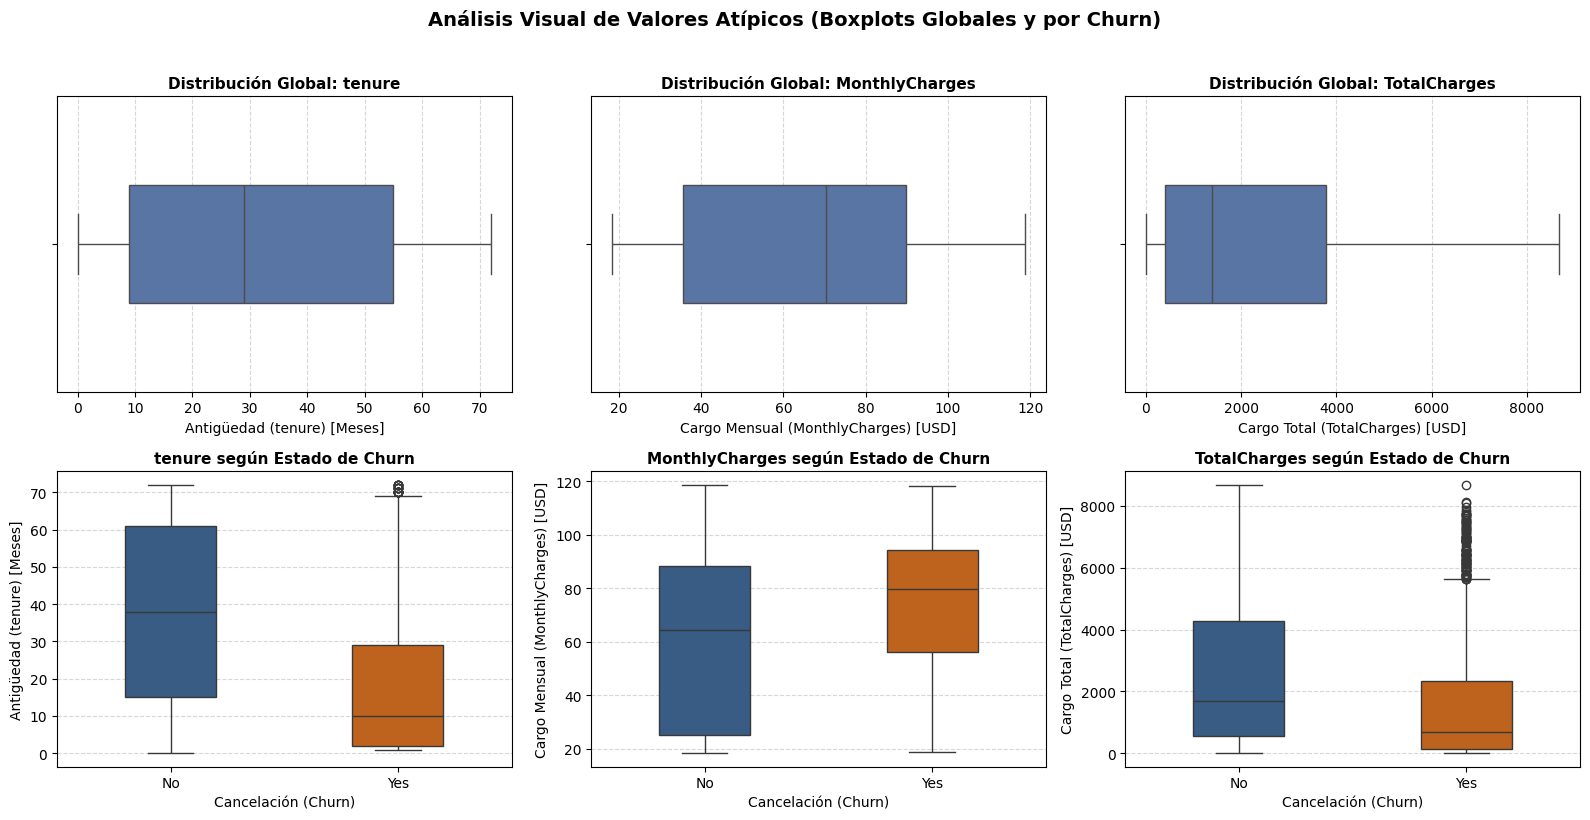 Análisis Visual de Valores Atípicos (Boxplots Globales y por Churn)
Distribución Global: tenure
0 10 20 30 40 50 60 70
Antigüedad (tenure) [Meses]
Distribución Global: MonthlyCharges
20 40 60 80 100 120
Cargo Mensual (MonthlyCharges) [USD]
Distribución Global: TotalCharges
0 2000 4000 6000 8000
Cargo Total (TotalCharges) [USD]
tenure según Estado de Churn
Antigüedad (tenure) [Meses]
70
60
50
40
30
20
10
0
No Yes
Cancelación (Churn)
MonthlyCharges según Estado de Churn
Cargo Mensual (MonthlyCharges) [USD]
120
100
80
60
40
20
No Yes
Cancelación (Churn)
TotalCharges según Estado de Churn
Cargo Total (TotalCharges) [USD]
8000
6000
4000
2000
0
No Yes
Cancelación (Churn)